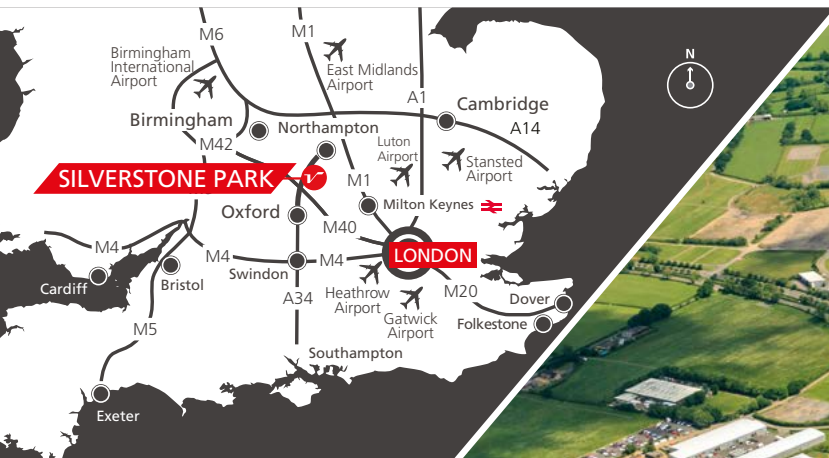 M6
M1
N
Birmingham
International
Airport
East Midlands
Airport
A1
Cambridge
A14
Birmingham
Northampton
M42
Luton
Airport
Stansted
Airport
SILVERSTONE PARK
M1
Milton Keynes
Oxford
M40
M4
M4
Swindon
M4
LONDON
Cardiff
Bristol
A34
Heathrow
Airport
M20
Gatwick
Airport
Dover
Folkestone
M5
Southampton
Exeter